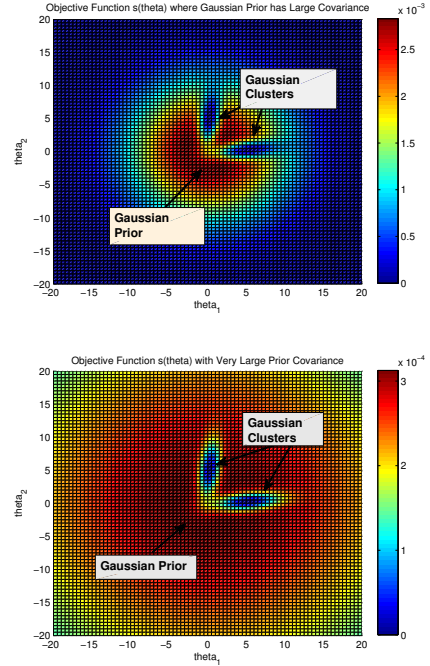 Objective Function s(theta) where Gaussian Prior has Large Covariance
x 10⁻³
20
15
10
5
0
−5
−10
−15
−20
theta₂
−20 −15 −10 −5 0 5 10 15 20
theta₁
Gaussian
Clusters
Gaussian
Prior
2.5
2
1.5
1
0.5
0
Objective Function s(theta) with Very Large Prior Covariance
x 10⁻⁴
20
15
10
5
0
−5
−10
−15
−20
theta₂
−20 −15 −10 −5 0 5 10 15 20
theta₁
Gaussian
Clusters
Gaussian Prior
3
2
1
0